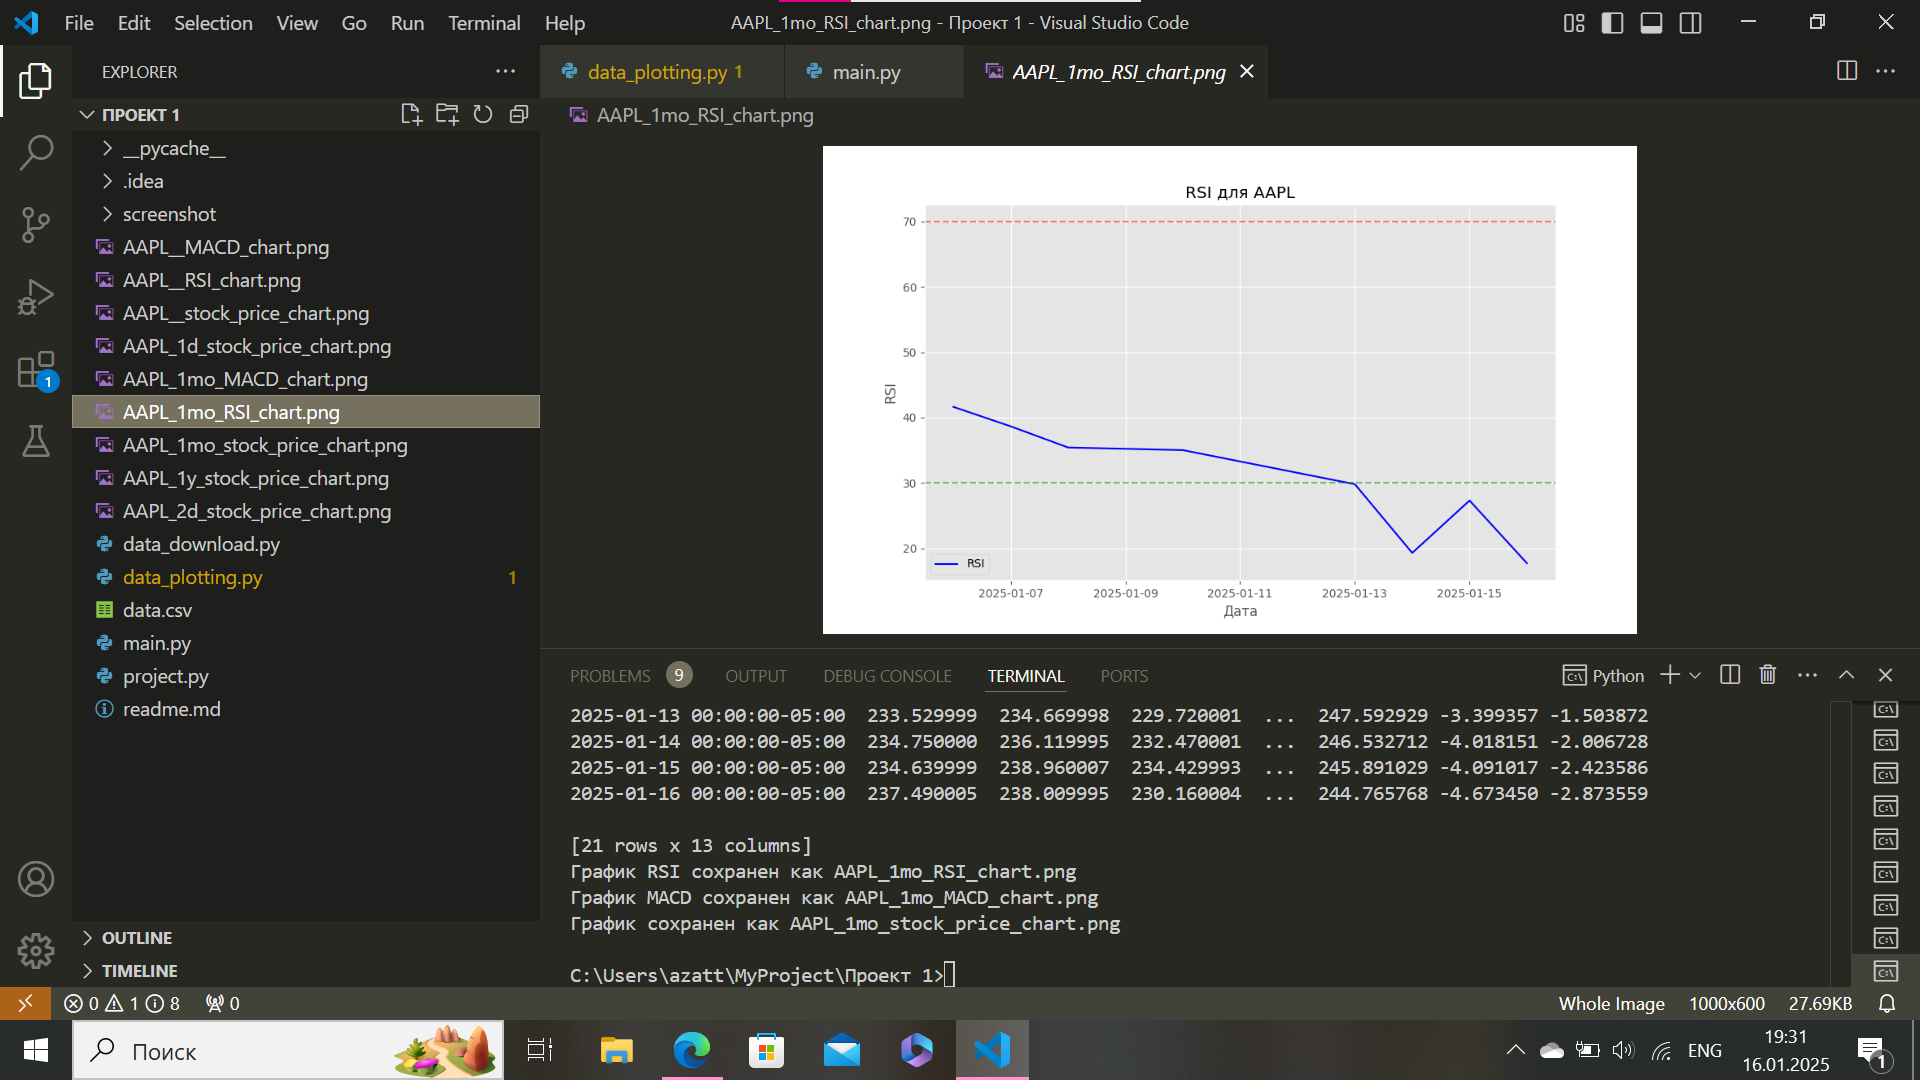 File Edit Selection View Go Run Terminal Help
AAPL_1mo_RSI_chart.png - Проект 1 - Visual Studio Code
EXPLORER
ПРОЕКТ 1
__pycache__
.idea
screenshot
AAPL__MACD_chart.png
AAPL__RSI_chart.png
AAPL__stock_price_chart.png
AAPL_1d_stock_price_chart.png
AAPL_1mo_MACD_chart.png
AAPL_1mo_RSI_chart.png
AAPL_1mo_stock_price_chart.png
AAPL_1y_stock_price_chart.png
AAPL_2d_stock_price_chart.png
data_download.py
data_plotting.py 1
data.csv
main.py
project.py
readme.md
OUTLINE
TIMELINE
1
data_plotting.py 1 main.py AAPL_1mo_RSI_chart.png
AAPL_1mo_RSI_chart.png
RSI для AAPL
70
60
50
40
30
20
RSI
RSI
2025-01-07 2025-01-09 2025-01-11 2025-01-13 2025-01-15
Дата
PROBLEMS 9 OUTPUT DEBUG CONSOLE TERMINAL PORTS
Python
2025-01-13 00:00:00-05:00 233.529999 234.669998 229.720001 ... 247.592929 -3.399357 -1.503872
2025-01-14 00:00:00-05:00 234.750000 236.119995 232.470001 ... 246.532712 -4.018151 -2.006728
2025-01-15 00:00:00-05:00 234.639999 238.960007 234.429993 ... 245.891029 -4.091017 -2.423586
2025-01-16 00:00:00-05:00 237.490005 238.009995 230.160004 ... 244.765768 -4.673450 -2.873559
[21 rows x 13 columns]
График RSI сохранен как AAPL_1mo_RSI_chart.png
График MACD сохранен как AAPL_1mo_MACD_chart.png
График сохранен как AAPL_1mo_stock_price_chart.png
C:\Users\azatt\MyProject\Проект 1>
0 1 8 0
Whole Image 1000x600 27.69KB
Поиск
ENG
19:31
16.01.2025
1